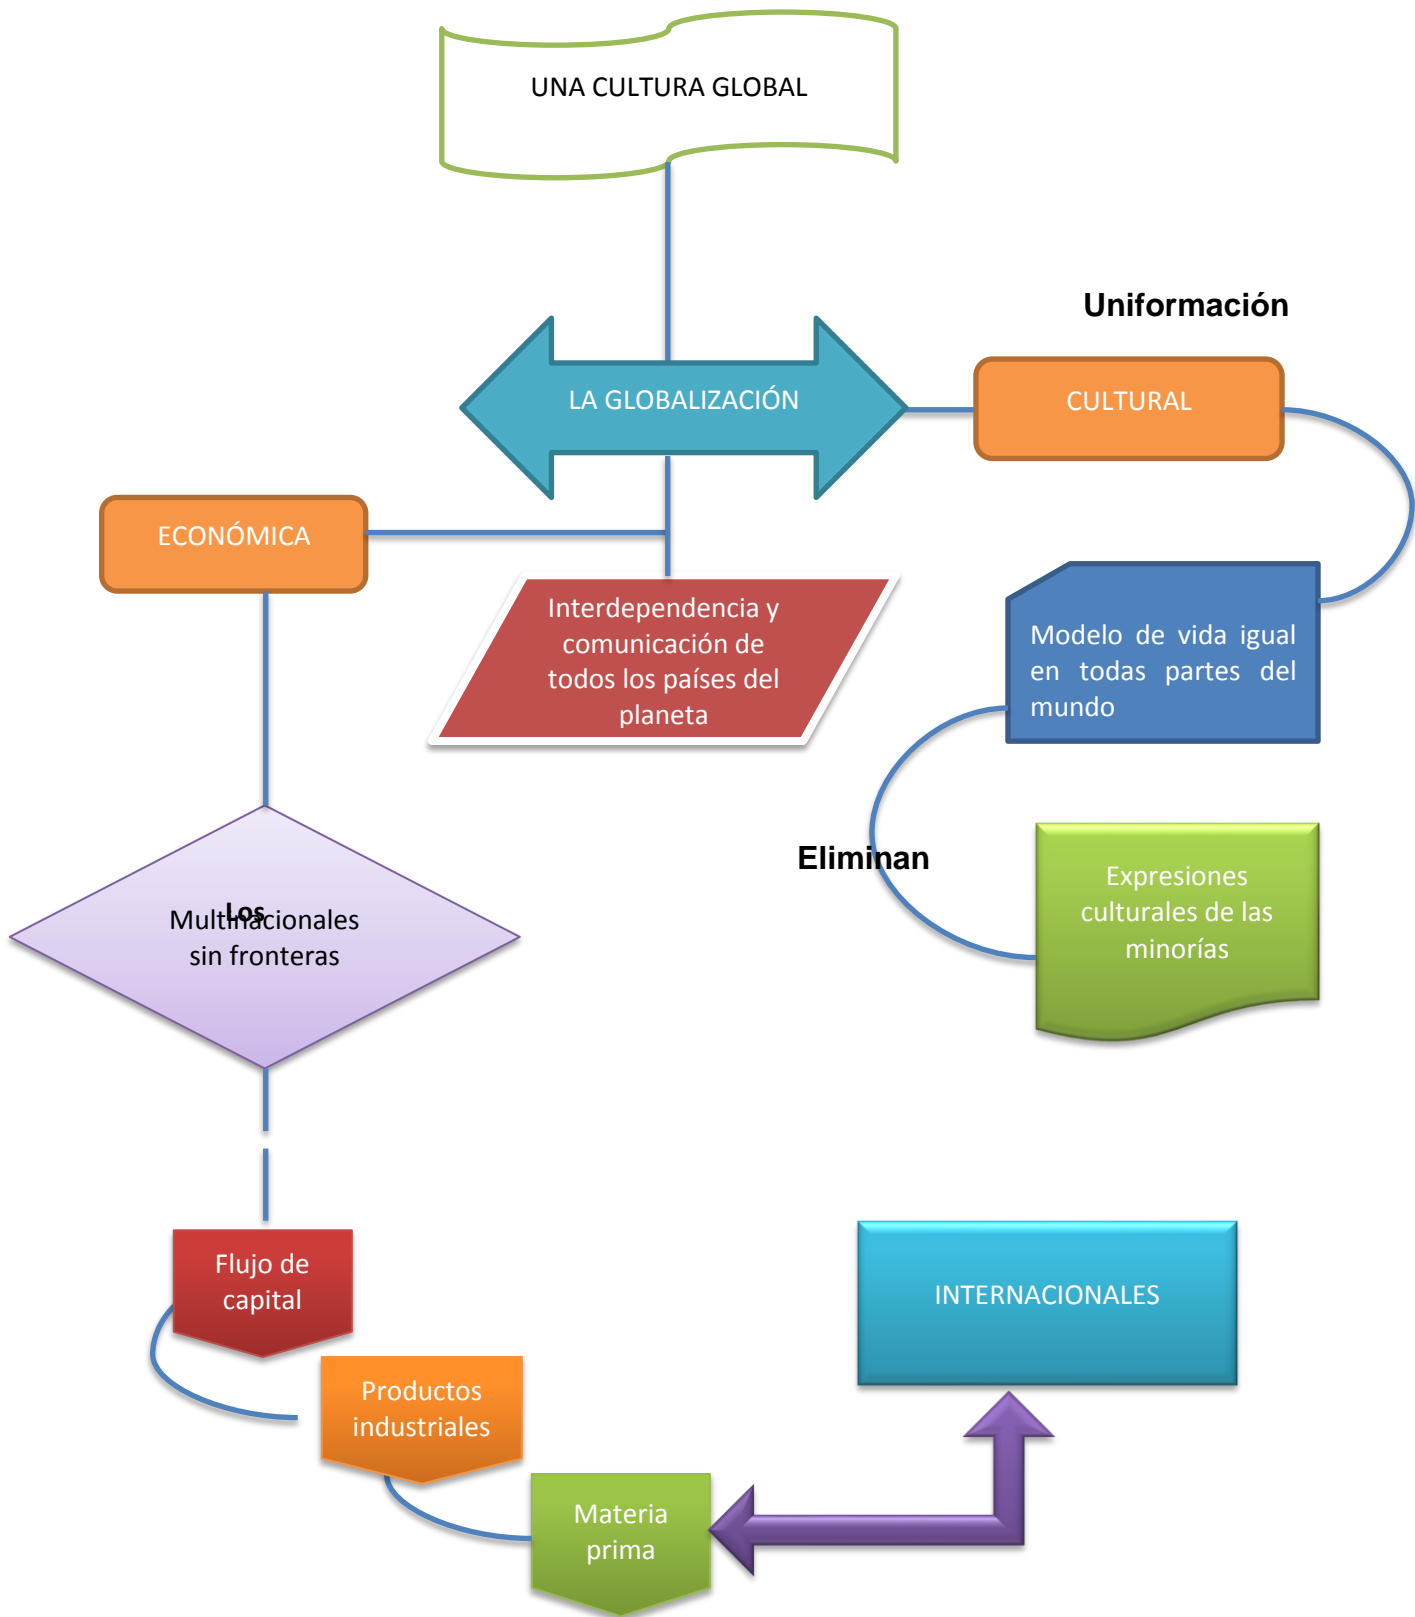 UNA CULTURA GLOBAL
Uniformación
LA GLOBALIZACIÓN
CULTURAL
ECONÓMICA
Interdependencia y
comunicación de
todos los países del
planeta
Modelo de vida igual
en todas partes del
mundo
Eliminan
Expresiones
culturales de las
minorías
Los
Multinacionales
sin fronteras
Flujo de
capital
INTERNACIONALES
Productos
industriales
Materia
prima